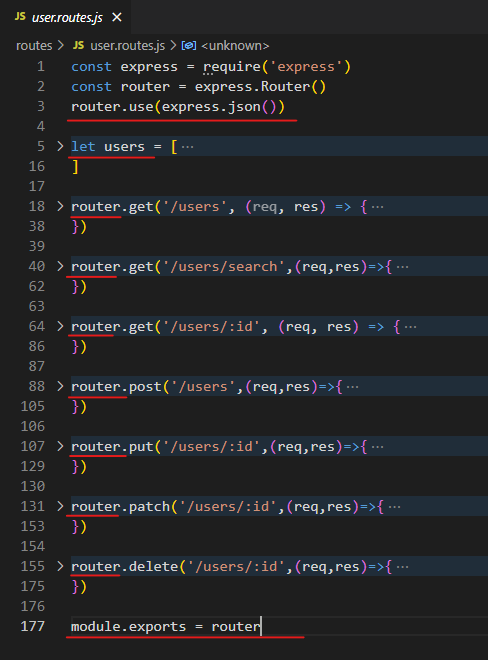 JS user.routes.js ×
routes > JS user.routes.js > <unknown>
1 const express = require('express')
2 const router = express.Router()
3 router.use(express.json())
4
5 > let users = [ ⋯
16 ]
17
18 > router.get('/users', (req, res) => { ⋯
38 })
39
40 > router.get('/users/search',(req,res)=>{ ⋯
62 })
63
64 > router.get('/users/:id', (req, res) => { ⋯
86 })
87
88 > router.post('/users',(req,res)=>{ ⋯
105 })
106
107 > router.put('/users/:id',(req,res)=>{ ⋯
129 })
130
131 > router.patch('/users/:id',(req,res)=>{ ⋯
153 })
154
155 > router.delete('/users/:id',(req,res)=>{ ⋯
175 })
176
177 module.exports = router